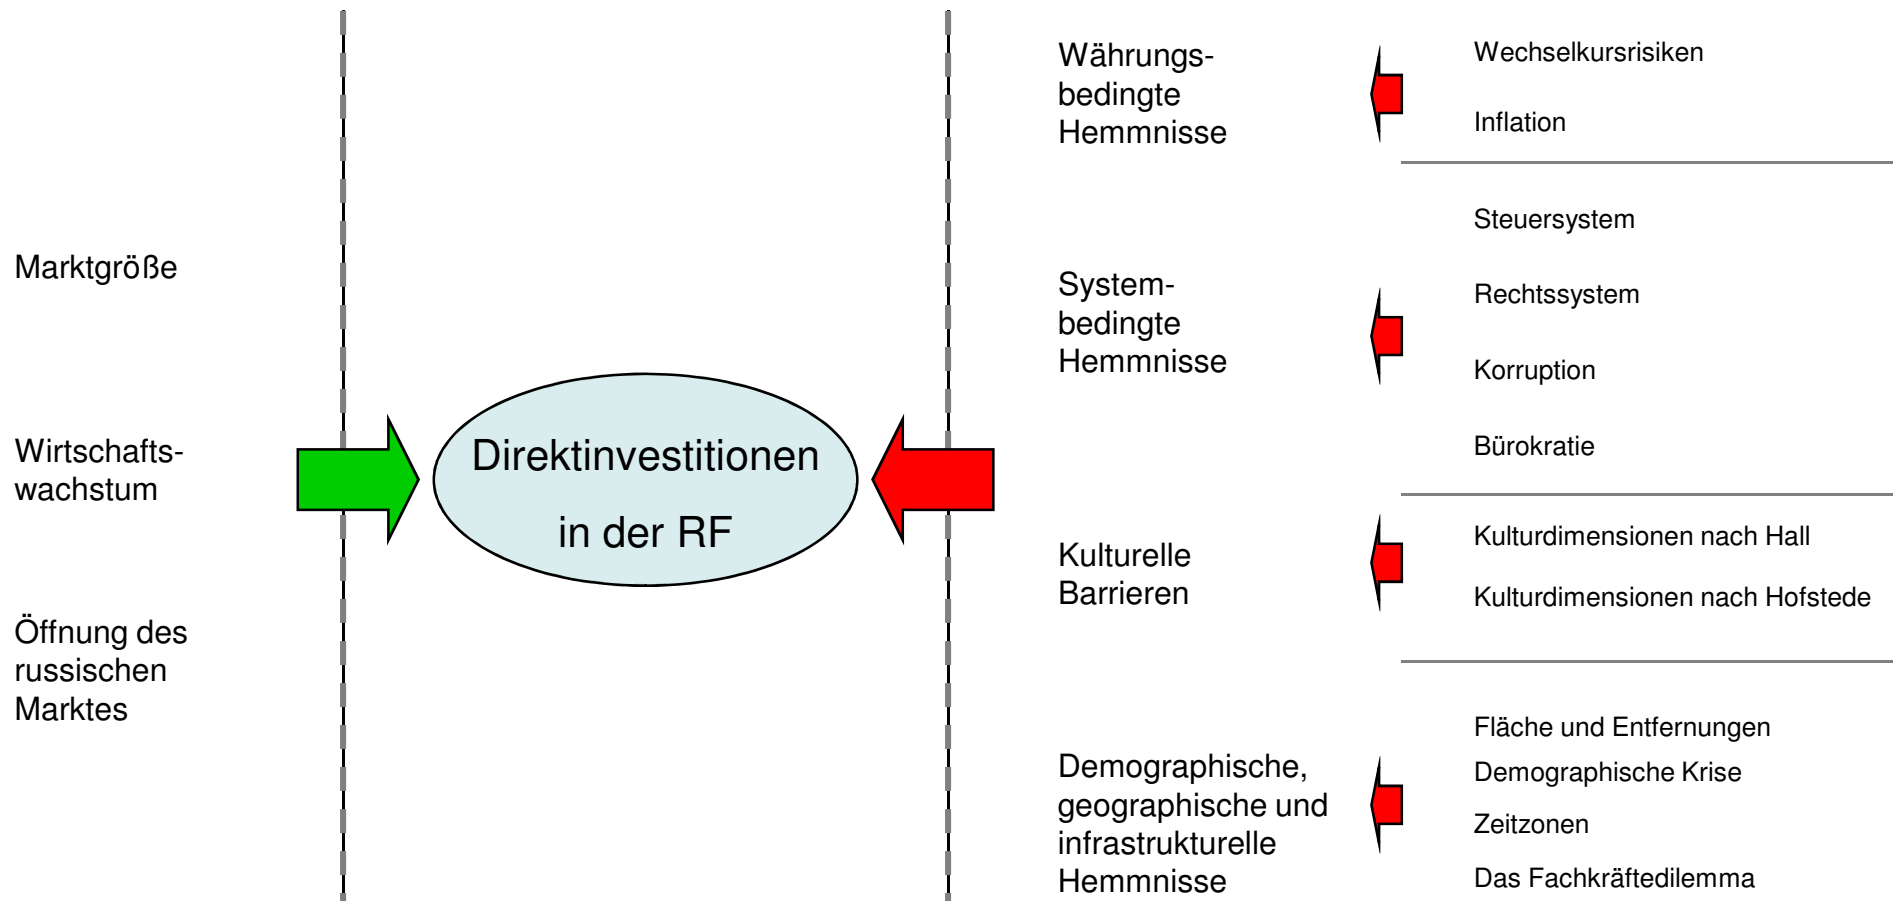 Marktgröße
Wirtschafts-
wachstum
Öffnung des
russischen
Marktes
Direktinvestitionen
in der RF
Währungs-
bedingte
Hemmnisse
Wechselkursrisiken
Inflation
System-
bedingte
Hemmnisse
Steuersystem
Rechtssystem
Korruption
Bürokratie
Kulturelle
Barrieren
Kulturdimensionen nach Hall
Kulturdimensionen nach Hofstede
Demographische,
geographische und
infrastrukturelle
Hemmnisse
Fläche und Entfernungen
Demographische Krise
Zeitzonen
Das Fachkräftedilemma